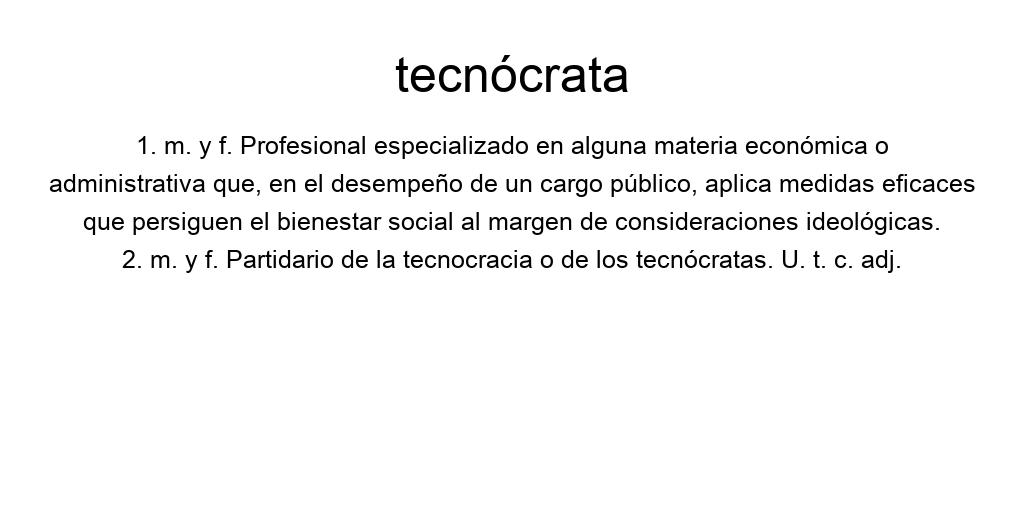 tecnócrata
1. m. y f. Profesional especializado en alguna materia económica o
administrativa que, en el desempeño de un cargo público, aplica medidas eficaces
que persiguen el bienestar social al margen de consideraciones ideológicas.
2. m. y f. Partidario de la tecnocracia o de los tecnócratas. U. t. c. adj.